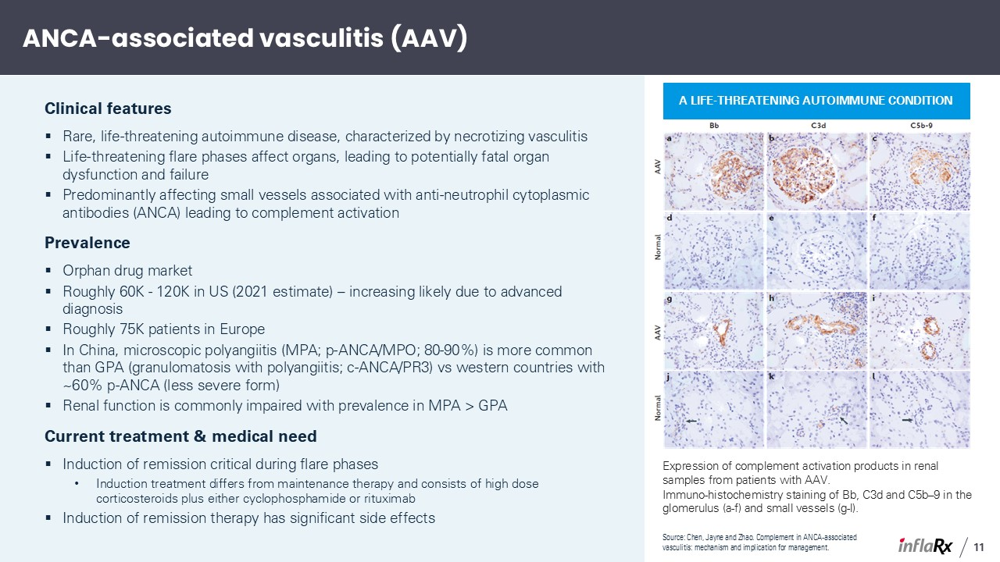 ANCA-associated vasculitis (AAV)
Clinical features
▪ Rare, life-threatening autoimmune disease, characterized by necrotizing vasculitis
▪ Life-threatening flare phases affect organs, leading to potentially fatal organ
dysfunction and failure
▪ Predominantly affecting small vessels associated with anti-neutrophil cytoplasmic
antibodies (ANCA) leading to complement activation
Prevalence
▪ Orphan drug market
▪ Roughly 60K - 120K in US (2021 estimate) – increasing likely due to advanced
diagnosis
▪ Roughly 75K patients in Europe
▪ In China, microscopic polyangiitis (MPA; p-ANCA/MPO; 80-90%) is more common
than GPA (granulomatosis with polyangiitis; c-ANCA/PR3) vs western countries with
~60% p-ANCA (less severe form)
▪ Renal function is commonly impaired with prevalence in MPA > GPA
Current treatment & medical need
▪ Induction of remission critical during flare phases
• Induction treatment differs from maintenance therapy and consists of high dose
corticosteroids plus either cyclophosphamide or rituximab
▪ Induction of remission therapy has significant side effects
A LIFE-THREATENING AUTOIMMUNE CONDITION
Bb C3d C5b-9
AAV a b c
Normal d e f
AAV g h i
Normal j k l
Expression of complement activation products in renal
samples from patients with AAV.
Immuno-histochemistry staining of Bb, C3d and C5b–9 in the
glomerulus (a-f) and small vessels (g-l).
Source: Chen, Jayne and Zhao. Complement in ANCA-associated
vasculitis: mechanism and implication for management.
inflaRx / 11